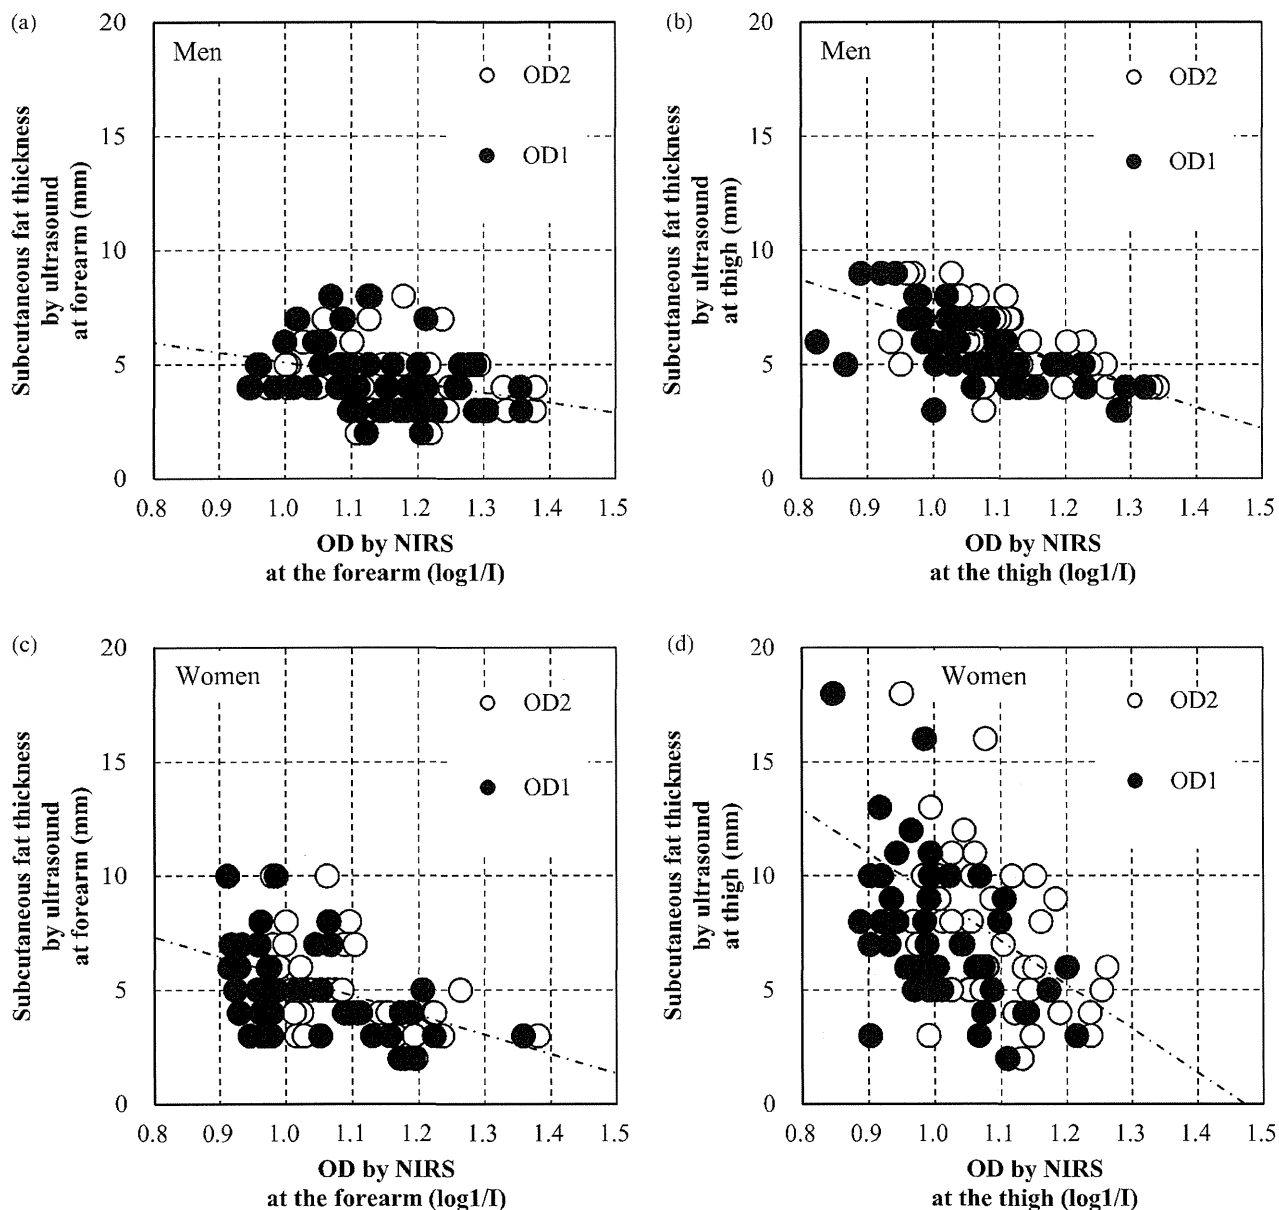 (a)
20
15
10
5
0
Men
OD2
OD1
Subcutaneous fat thickness
by ultrasound
at forearm (mm)
0.8 0.9 1.0 1.1 1.2 1.3 1.4 1.5
OD by NIRS
at the forearm (log1/I)
(b)
20
15
10
5
0
Men
OD2
OD1
Subcutaneous fat thickness
by ultrasound
at thigh (mm)
0.8 0.9 1.0 1.1 1.2 1.3 1.4 1.5
OD by NIRS
at the thigh (log1/I)
(c)
20
15
10
5
0
Women
OD2
OD1
Subcutaneous fat thickness
by ultrasound
at forearm (mm)
0.8 0.9 1.0 1.1 1.2 1.3 1.4 1.5
OD by NIRS
at the forearm (log1/I)
(d)
20
15
10
5
0
Women
OD2
OD1
Subcutaneous fat thickness
by ultrasound
at thigh (mm)
0.8 0.9 1.0 1.1 1.2 1.3 1.4 1.5
OD by NIRS
at the thigh (log1/I)